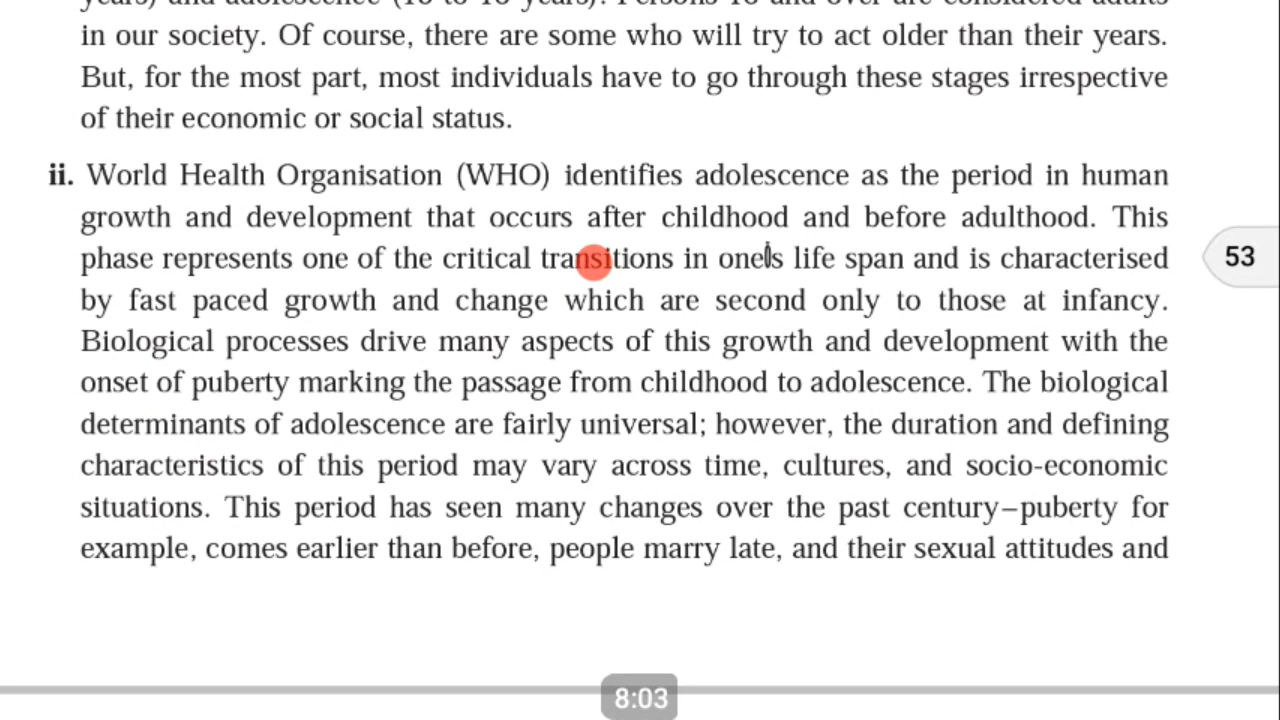 in our society. Of course, there are some who will try to act older than their years.
But, for the most part, most individuals have to go through these stages irrespective
of their economic or social status.
ii. World Health Organisation (WHO) identifies adolescence as the period in human
growth and development that occurs after childhood and before adulthood. This
phase represents one of the critical transitions in one's life span and is characterised
by fast paced growth and change which are second only to those at infancy.
Biological processes drive many aspects of this growth and development with the
onset of puberty marking the passage from childhood to adolescence. The biological
determinants of adolescence are fairly universal; however, the duration and defining
characteristics of this period may vary across time, cultures, and socio-economic
situations. This period has seen many changes over the past century–puberty for
example, comes earlier than before, people marry late, and their sexual attitudes and
53
8:03